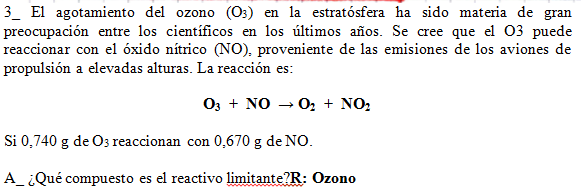 3_ El agotamiento del ozono (O₃) en la estratósfera ha sido materia de gran
preocupación entre los científicos en los últimos años. Se cree que el O3 puede
reaccionar con el óxido nítrico (NO), proveniente de las emisiones de los aviones de
propulsión a elevadas alturas. La reacción es:
O₃ + NO → O₂ + NO₂
Si 0,740 g de O₃ reaccionan con 0,670 g de NO.
A_ ¿Qué compuesto es el reactivo limitante?R: Ozono